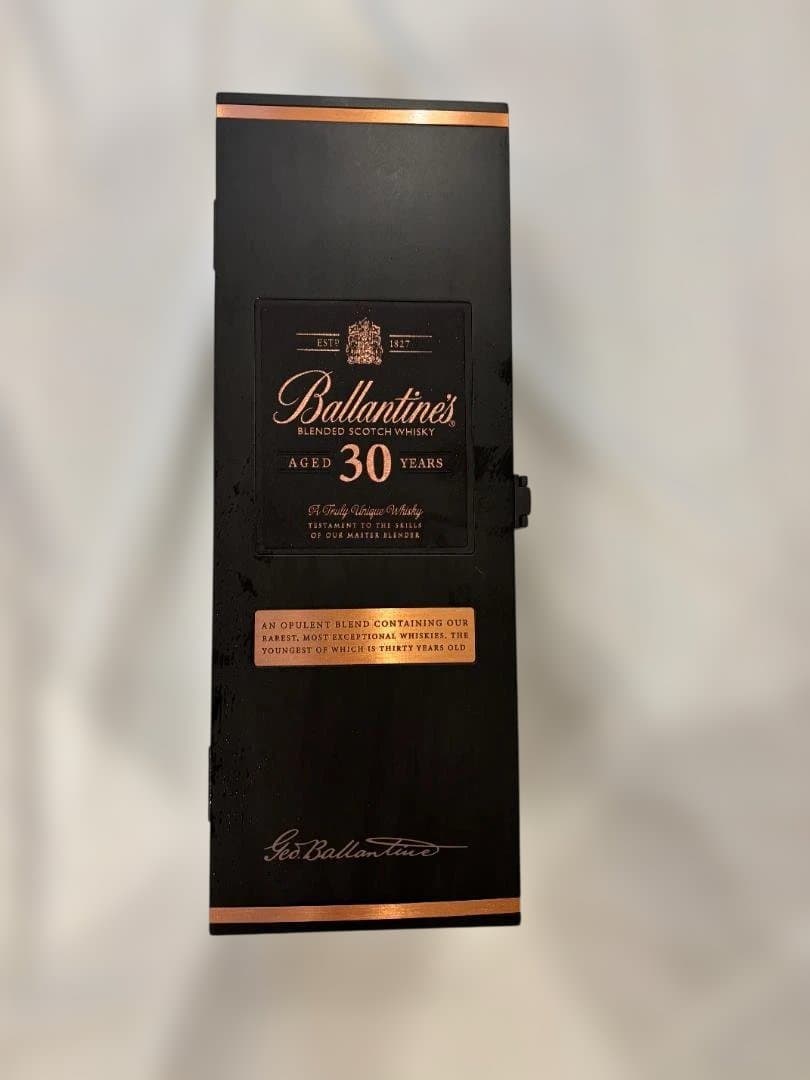 ESTD 1827
Ballantine's®
BLENDED SCOTCH WHISKY
AGED 30 YEARS
A Truly Unique Whisky
TESTAMENT TO THE SKILLS
OF OUR MASTER BLENDER
AN OPULENT BLEND CONTAINING OUR
RAREST, MOST EXCEPTIONAL WHISKIES, THE
YOUNGEST OF WHICH IS THIRTY YEARS OLD
Geo. Ballantine